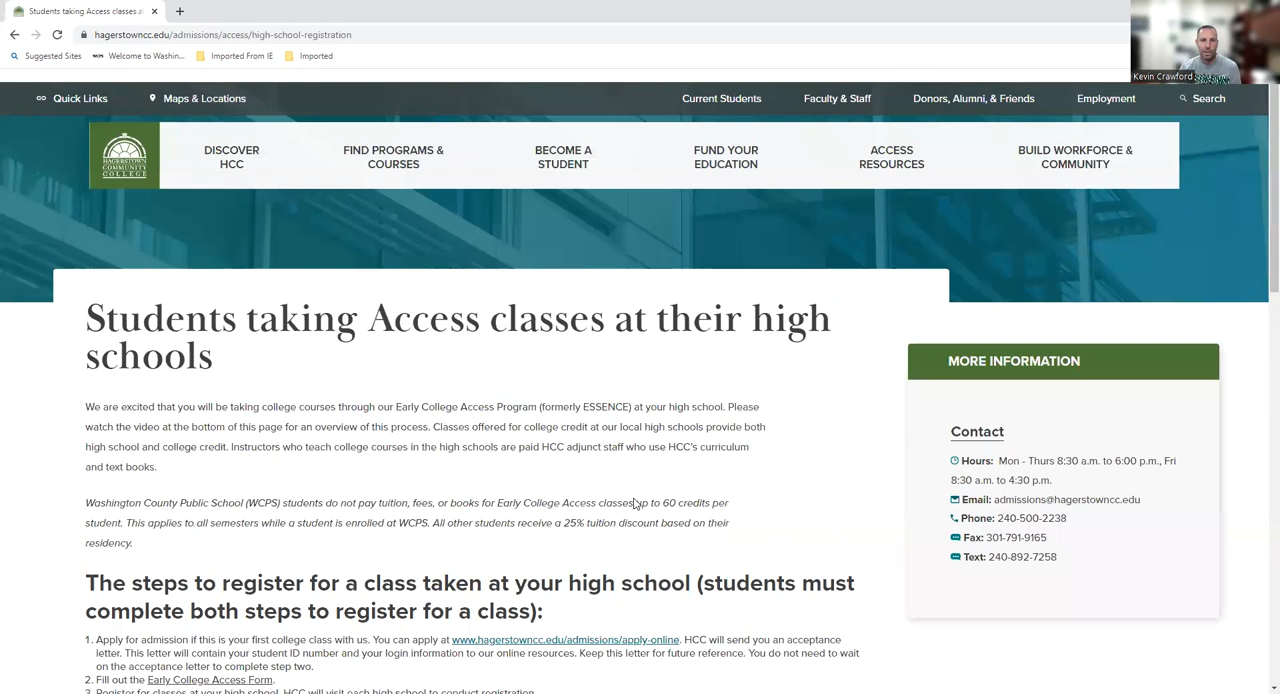 Students taking Access classes a
hagerstowncc.edu/admissions/access/high-school-registration
Suggested Sites
Welcome to Washin...
Imported From IE
Imported
Kevin Crawford
Quick Links
Maps & Locations
Current Students
Faculty & Staff
Donors, Alumni, & Friends
Employment
Search
HAGERSTOWN
COMMUNITY
COLLEGE
DISCOVER
HCC
FIND PROGRAMS &
COURSES
BECOME A
STUDENT
FUND YOUR
EDUCATION
ACCESS
RESOURCES
BUILD WORKFORCE &
COMMUNITY
Students taking Access classes at their high
schools
We are excited that you will be taking college courses through our Early College Access Program (formerly ESSENCE) at your high school. Please
watch the video at the bottom of this page for an overview of this process. Classes offered for college credit at our local high schools provide both
high school and college credit. Instructors who teach college courses in the high schools are paid HCC adjunct staff who use HCC's curriculum
and text books.
Washington County Public School (WCPS) students do not pay tuition, fees, or books for Early College Access classes up to 60 credits per
student. This applies to all semesters while a student is enrolled at WCPS. All other students receive a 25% tuition discount based on their
residency.
The steps to register for a class taken at your high school (students must
complete both steps to register for a class):
1. Apply for admission if this is your first college class with us. You can apply at www.hagerstowncc.edu/admissions/apply-online. HCC will send you an acceptance
letter. This letter will contain your student ID number and your login information to our online resources. Keep this letter for future reference. You do not need to wait
on the acceptance letter to complete step two.
2. Fill out the Early College Access Form.
3. Register for classes at your high school. HCC will visit each high school to conduct registration.
MORE INFORMATION
Contact
Hours: Mon - Thurs 8:30 a.m. to 6:00 p.m., Fri
8:30 a.m. to 4:30 p.m.
Email: admissions@hagerstowncc.edu
Phone: 240-500-2238
Fax: 301-791-9165
Text: 240-892-7258